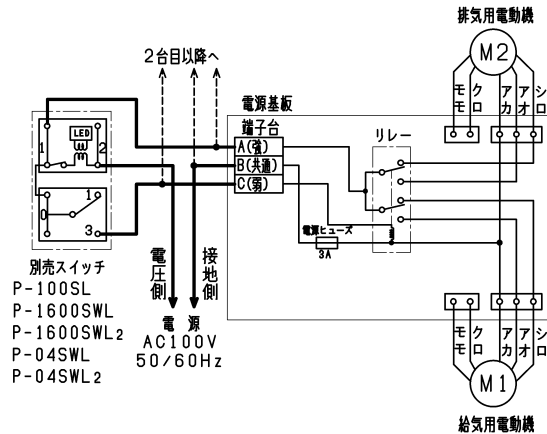 排気用電動機
M2
2台目以降へ
モモ
クロ
アカ
アオ
シロ
電源基板
端子台
リレー
A(強)
B(共通)
C(弱)
LED
1
2
0
1
3
電源ヒューズ
3A
別売スイッチ
P-100SL
P-1600SWL
P-1600SWL2
P-04SWL
P-04SWL2
電圧側
接地側
電源
AC100V
50/60Hz
モモ
クロ
アカ
アオ
シロ
M1
給気用電動機